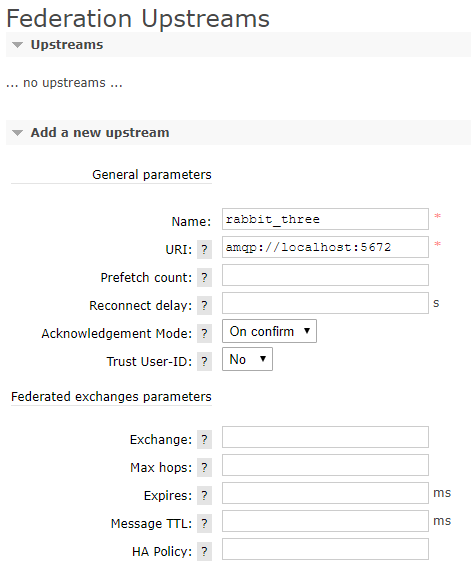 Federation Upstreams
Upstreams
... no upstreams ...
Add a new upstream
General parameters
Name: rabbit_three *
URI: ? amqp://localhost:5672 *
Prefetch count: ?
Reconnect delay: ? s
Acknowledgement Mode: ? On confirm
Trust User-ID: ? No
Federated exchanges parameters
Exchange: ?
Max hops: ?
Expires: ? ms
Message TTL: ? ms
HA Policy: ?